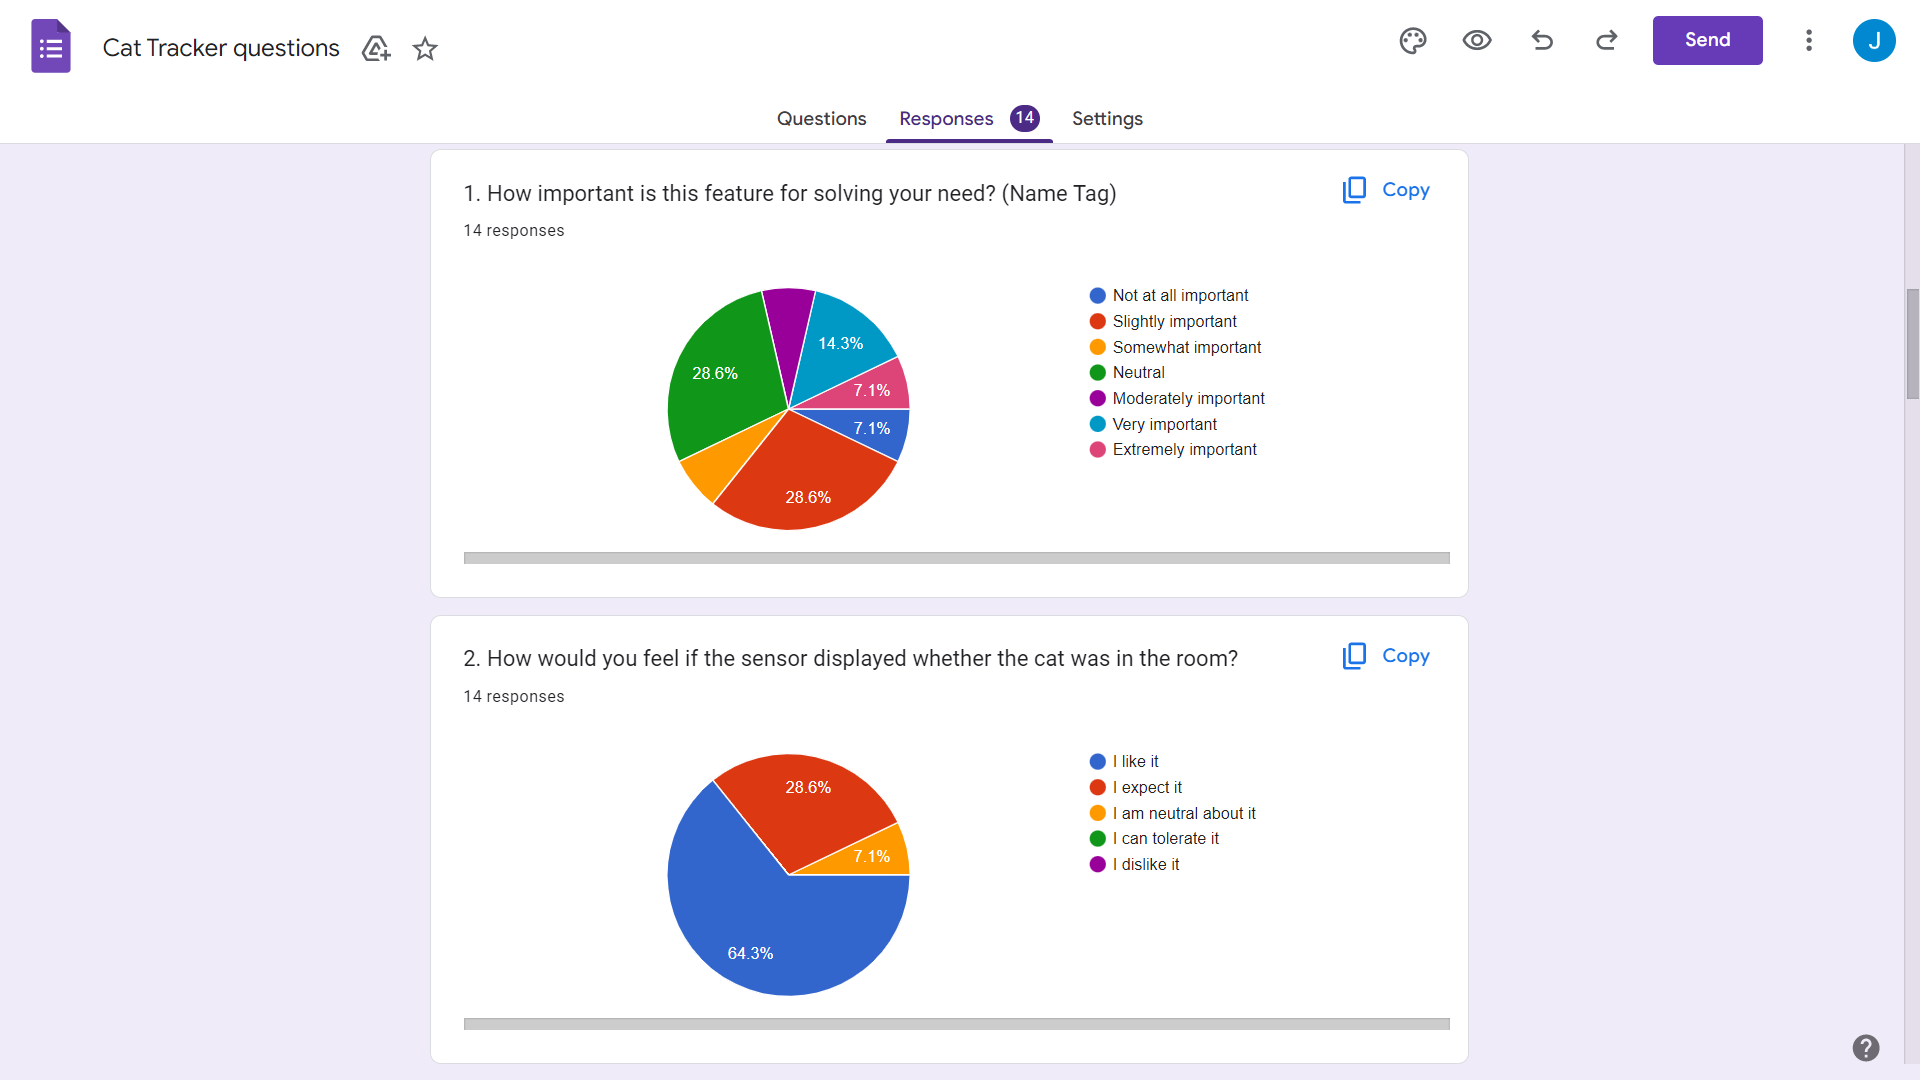 Cat Tracker questions
Send
J
Questions
Responses 14
Settings
1. How important is this feature for solving your need? (Name Tag)
Copy
14 responses
14.3%
28.6%
7.1%
7.1%
28.6%
Not at all important
Slightly important
Somewhat important
Neutral
Moderately important
Very important
Extremely important
2. How would you feel if the sensor displayed whether the cat was in the room?
Copy
14 responses
28.6%
7.1%
64.3%
I like it
I expect it
I am neutral about it
I can tolerate it
I dislike it
?